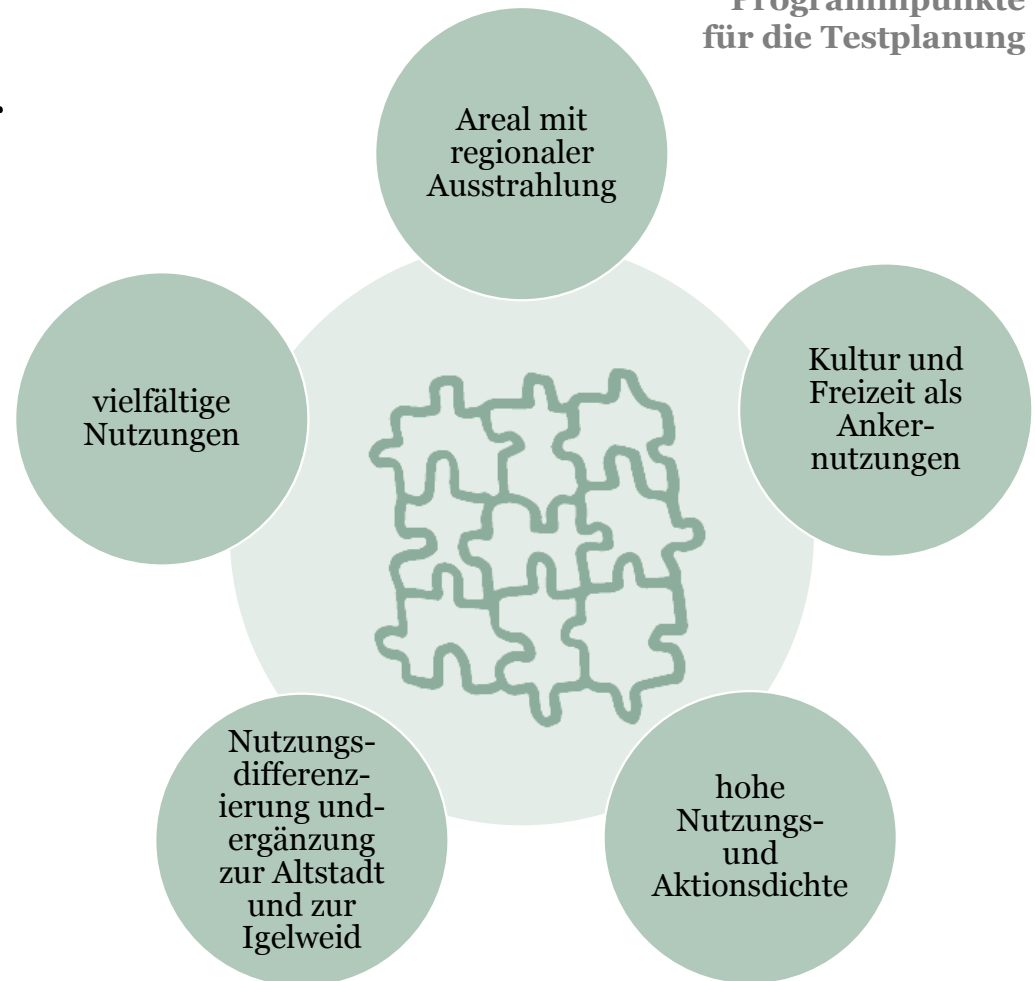 Programmpunkte
für die Testplanung
Areal mit
regionaler
Ausstrahlung
Kultur und
Freizeit als
Anker-
nutzungen
hohe
Nutzungs-
und
Aktionsdichte
Nutzungs-
differenz-
ierung und-
ergänzung
zur Altstadt
und zur
Igelweid
vielfältige
Nutzungen